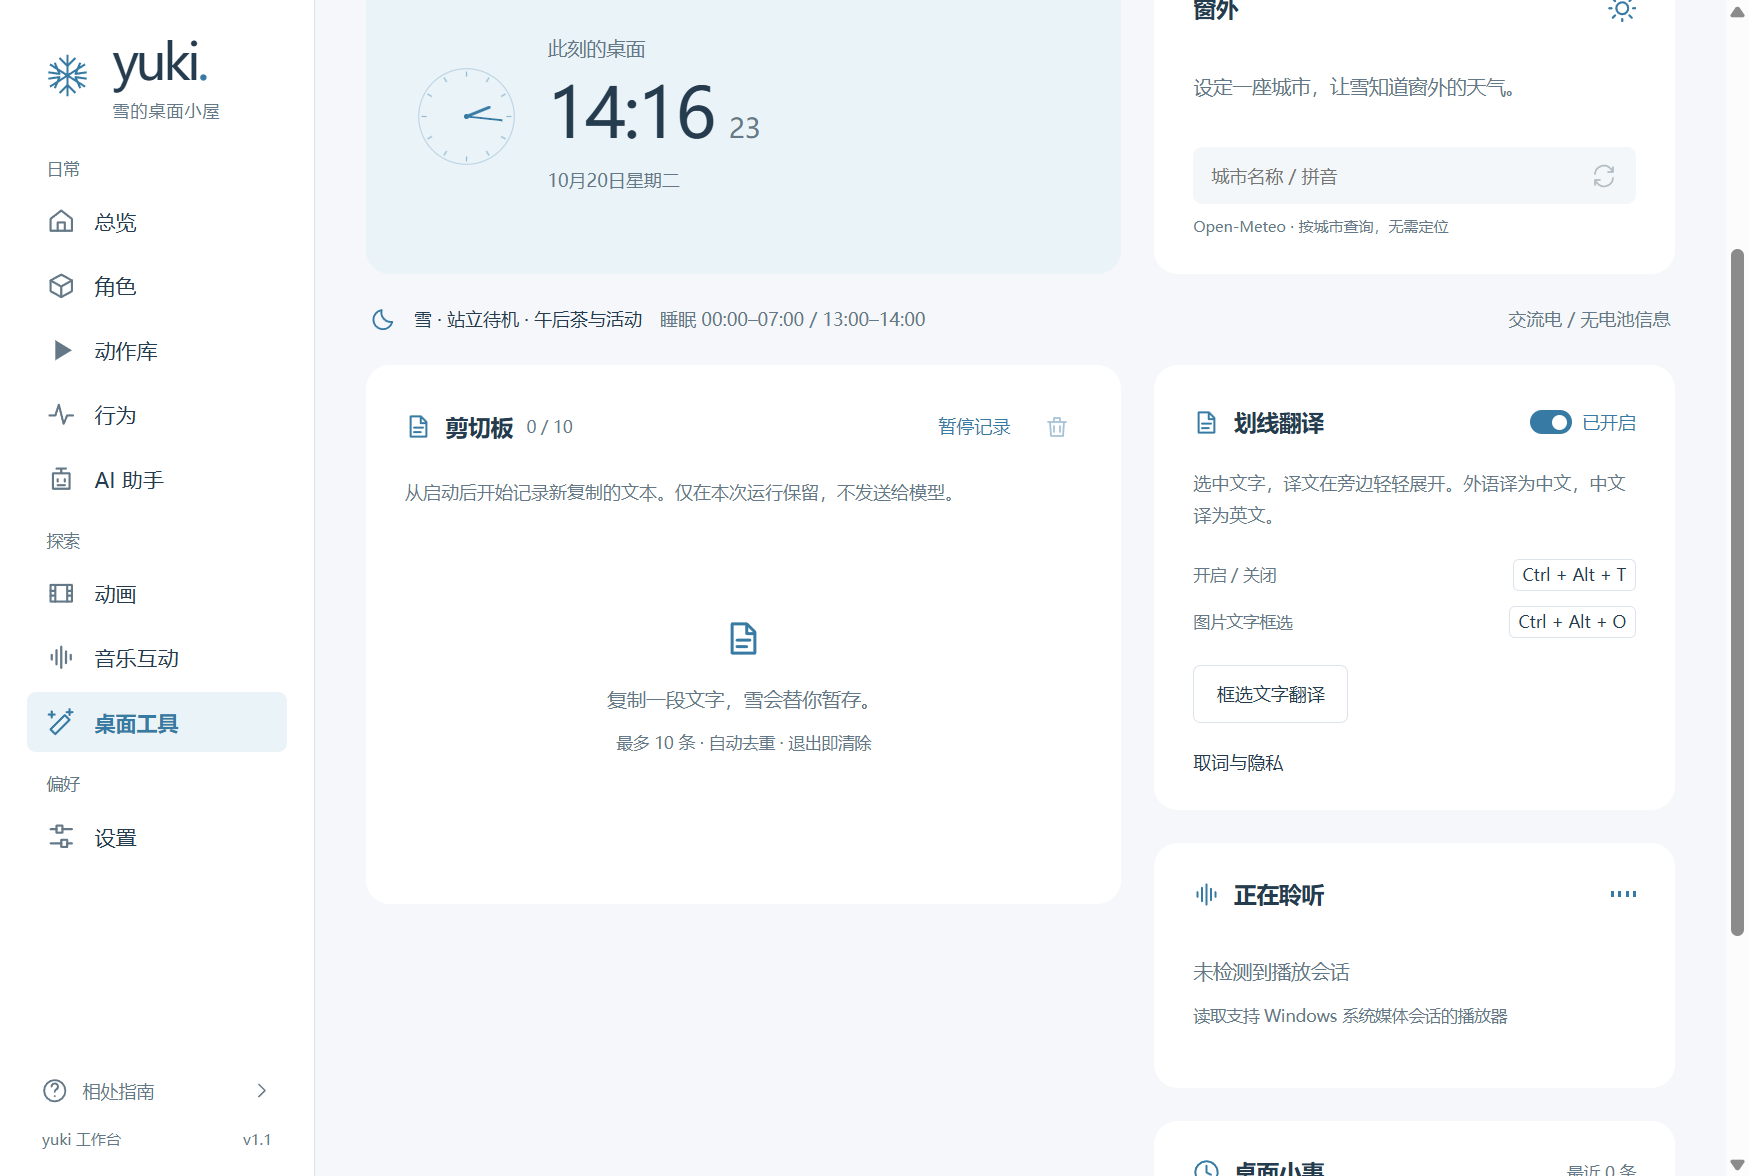 yuki.
雪的桌面小屋
日常
总览
角色
动作库
行为
AI 助手
探索
动画
音乐互动
桌面工具
偏好
设置
相处指南
yuki 工作台
v1.1
此刻的桌面
14:16 23
10月20日星期二
窗外
设定一座城市，让雪知道窗外的天气。
城市名称 / 拼音
Open-Meteo · 按城市查询，无需定位
雪 · 站立待机 · 午后茶与活动 睡眠 00:00–07:00 / 13:00–14:00
交流电 / 无电池信息
剪切板 0 / 10
暂停记录
从启动后开始记录新复制的文本。仅在本次运行保留，不发送给模型。
复制一段文字，雪会替你暂存。
最多 10 条 · 自动去重 · 退出即清除
划线翻译
已开启
选中文字，译文在旁边轻轻展开。外语译为中文，中文
译为英文。
开启 / 关闭
Ctrl + Alt + T
图片文字框选
Ctrl + Alt + O
框选文字翻译
取词与隐私
正在聆听
未检测到播放会话
读取支持 Windows 系统媒体会话的播放器
桌面小事
最近 0 条